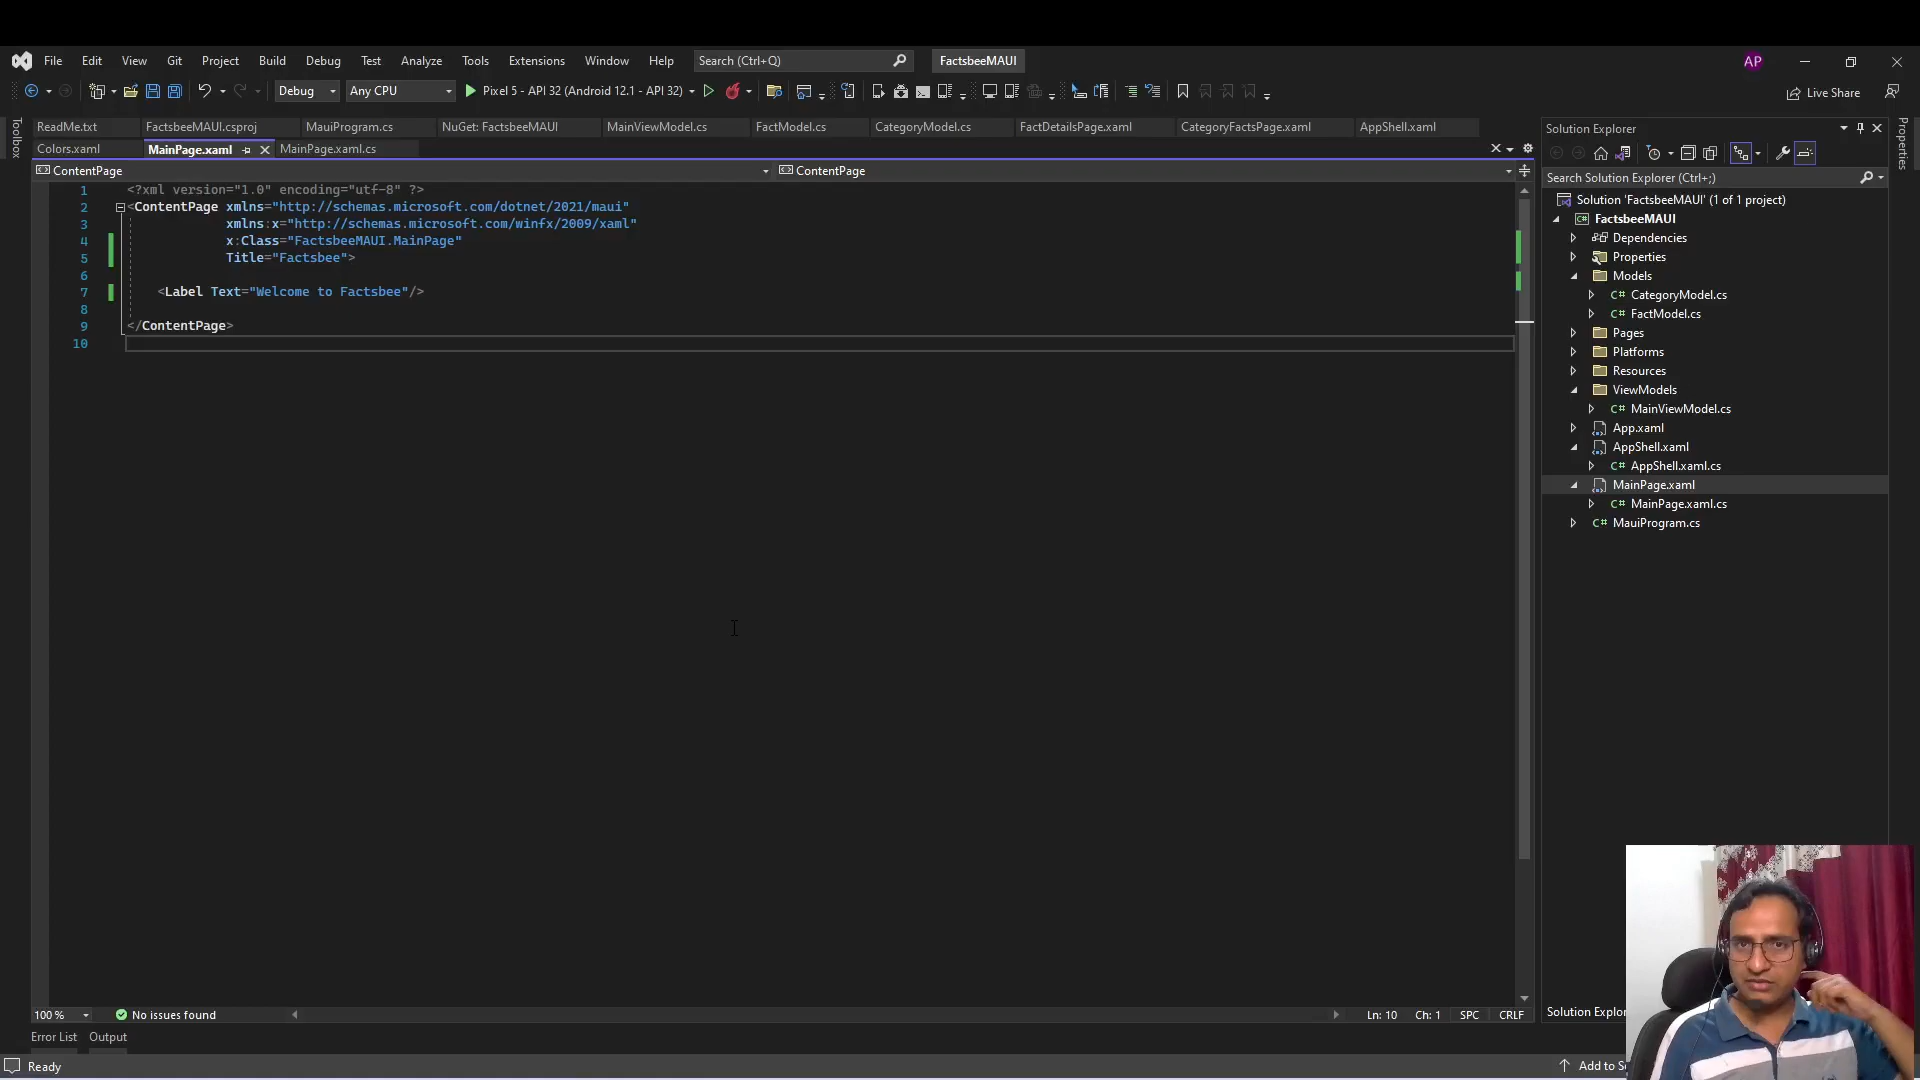 File Edit View Git Project Build Debug Test Analyze Tools Extensions Window Help Search (Ctrl+Q) FactsbeeMAUI AP
Debug Any CPU Pixel 5 - API 32 (Android 12.1 - API 32) Live Share
Toolbox
ReadMe.txt FactsbeeMAUI.csproj MauiProgram.cs NuGet: FactsbeeMAUI MainViewModel.cs FactModel.cs CategoryModel.cs FactDetailsPage.xaml CategoryFactsPage.xaml AppShell.xaml
Colors.xaml MainPage.xaml MainPage.xaml.cs
ContentPage ContentPage
1 <?xml version="1.0" encoding="utf-8" ?>
2 <ContentPage xmlns="http://schemas.microsoft.com/dotnet/2021/maui"
3 xmlns:x="http://schemas.microsoft.com/winfx/2009/xaml"
4 x:Class="FactsbeeMAUI.MainPage"
5 Title="Factsbee">
6
7 <Label Text="Welcome to Factsbee"/>
8
9 </ContentPage>
10
100 % No issues found Ln: 10 Ch: 1 SPC CRLF
Error List Output
Ready
Solution Explorer
Search Solution Explorer (Ctrl+;)
Solution 'FactsbeeMAUI' (1 of 1 project)
FactsbeeMAUI
Dependencies
Properties
Models
C# CategoryModel.cs
C# FactModel.cs
Pages
Platforms
Resources
ViewModels
C# MainViewModel.cs
App.xaml
AppShell.xaml
C# AppShell.xaml.cs
MainPage.xaml
C# MainPage.xaml.cs
C# MauiProgram.cs
Properties
Solution Explor
Add to S